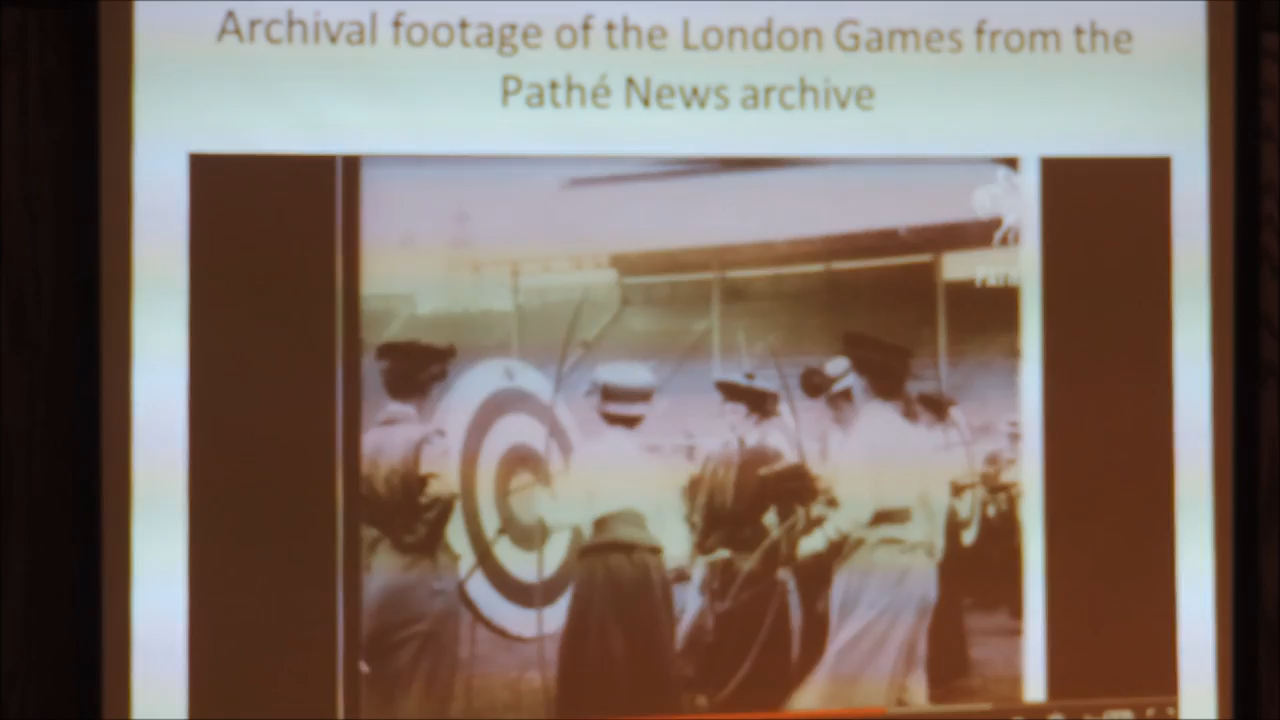 Archival footage of the London Games from the
Pathé News archive